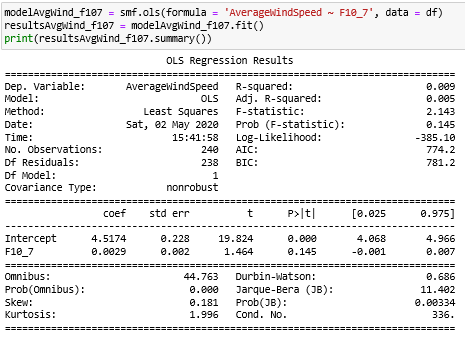 modelAvgWind_f107 = smf.ols(formula = 'AverageWindSpeed ~ F10_7', data = df)
resultsAvgWind_f107 = modelAvgWind_f107.fit()
print(resultsAvgWind_f107.summary())
OLS Regression Results
==============================================================================
Dep. Variable: AverageWindSpeed R-squared: 0.009
Model: OLS Adj. R-squared: 0.005
Method: Least Squares F-statistic: 2.143
Date: Sat, 02 May 2020 Prob (F-statistic): 0.145
Time: 15:41:58 Log-Likelihood: -385.10
No. Observations: 240 AIC: 774.2
Df Residuals: 238 BIC: 781.2
Df Model: 1
Covariance Type: nonrobust
==============================================================================
coef std err t P>|t| [0.025 0.975]
------------------------------------------------------------------------------
Intercept 4.5174 0.228 19.824 0.000 4.068 4.966
F10_7 0.0029 0.002 1.464 0.145 -0.001 0.007
==============================================================================
Omnibus: 44.763 Durbin-Watson: 0.686
Prob(Omnibus): 0.000 Jarque-Bera (JB): 11.402
Skew: 0.181 Prob(JB): 0.00334
Kurtosis: 1.996 Cond. No. 336.
==============================================================================